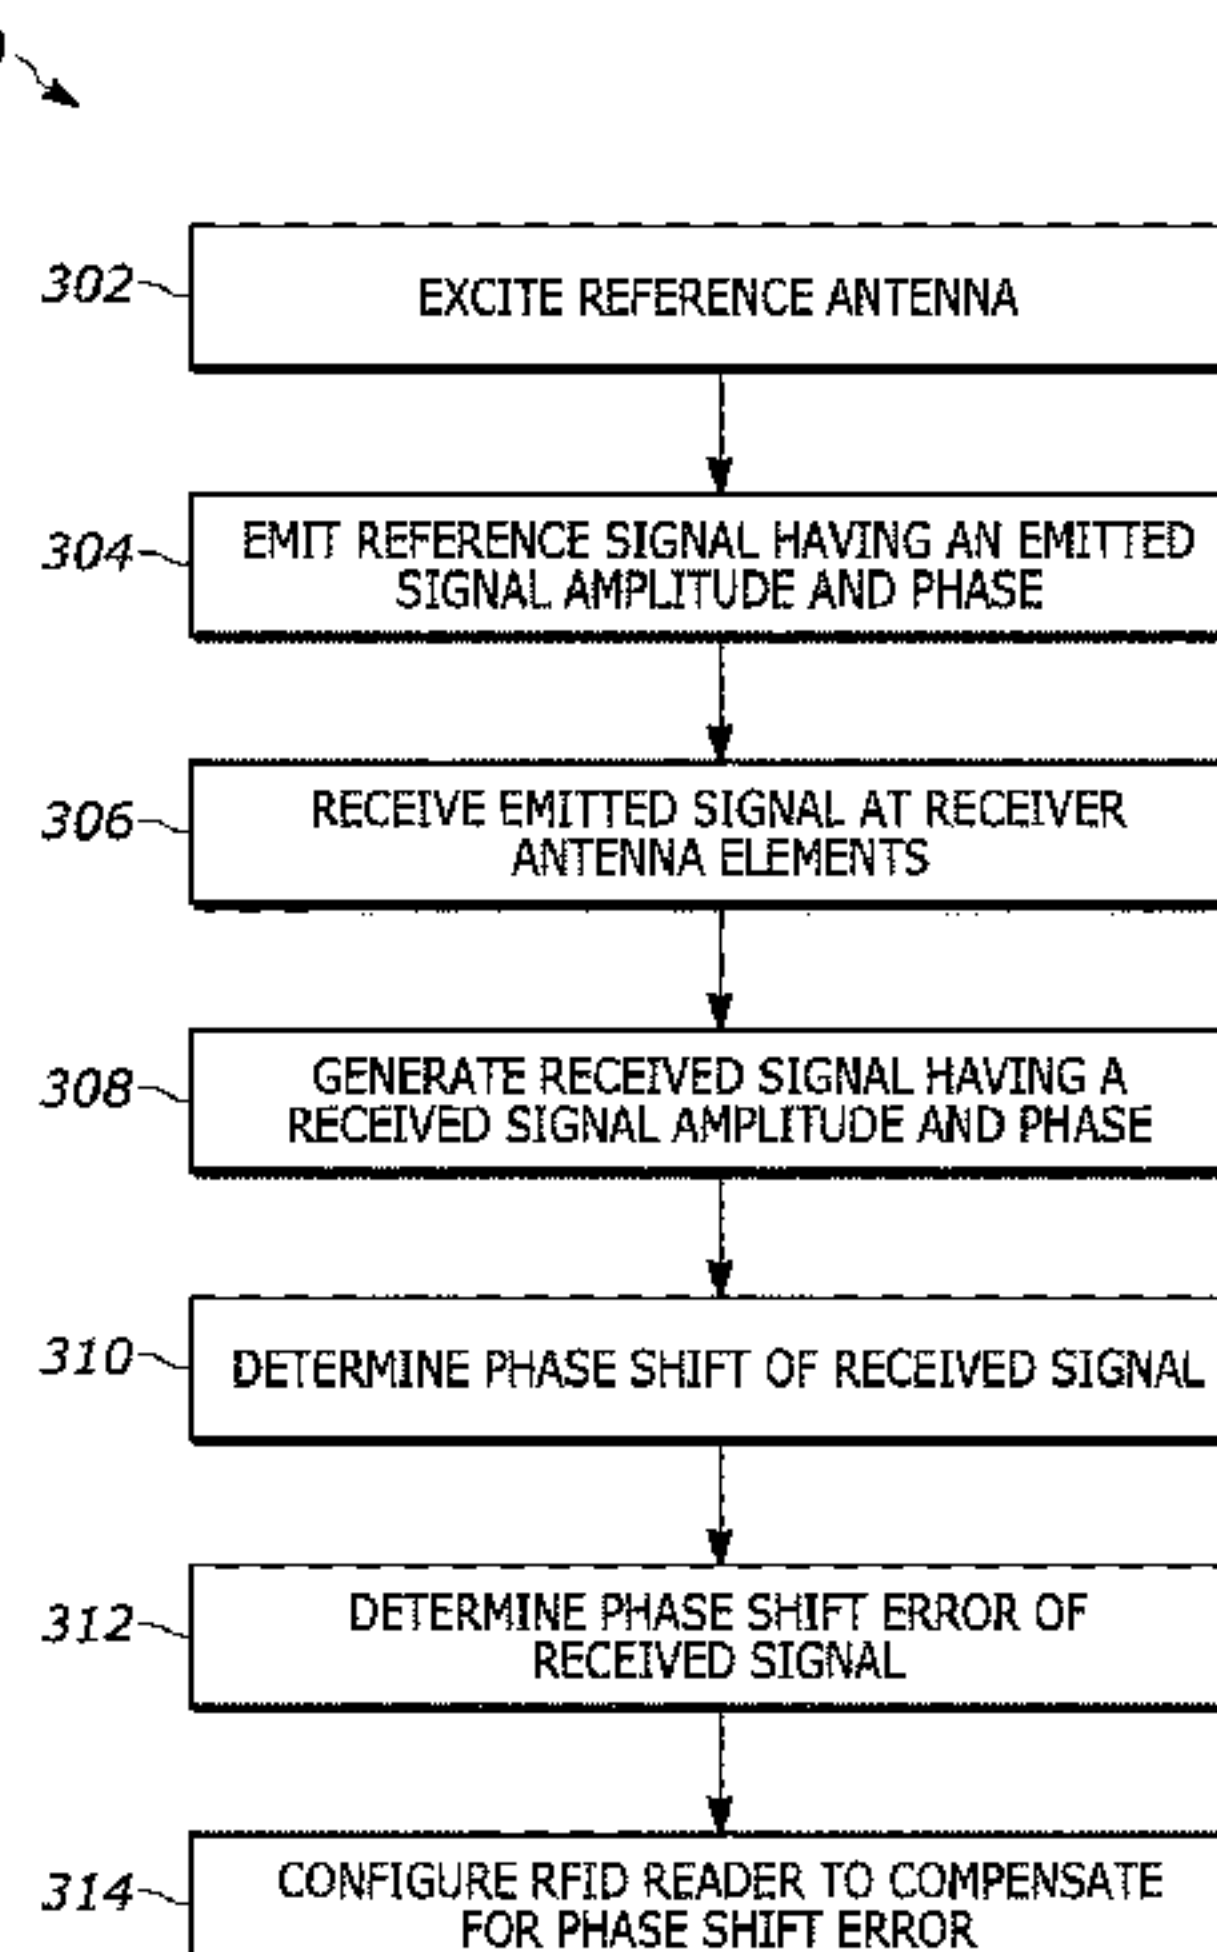 302
EXCITE REFERENCE ANTENNA
304
EMIT REFERENCE SIGNAL HAVING AN EMITTED
SIGNAL AMPLITUDE AND PHASE
306
RECEIVE EMITTED SIGNAL AT RECEIVER
ANTENNA ELEMENTS
308
GENERATE RECEIVED SIGNAL HAVING A
RECEIVED SIGNAL AMPLITUDE AND PHASE
310
DETERMINE PHASE SHIFT OF RECEIVED SIGNAL
312
DETERMINE PHASE SHIFT ERROR OF
RECEIVED SIGNAL
314
CONFIGURE RFID READER TO COMPENSATE
FOR PHASE SHIFT ERROR